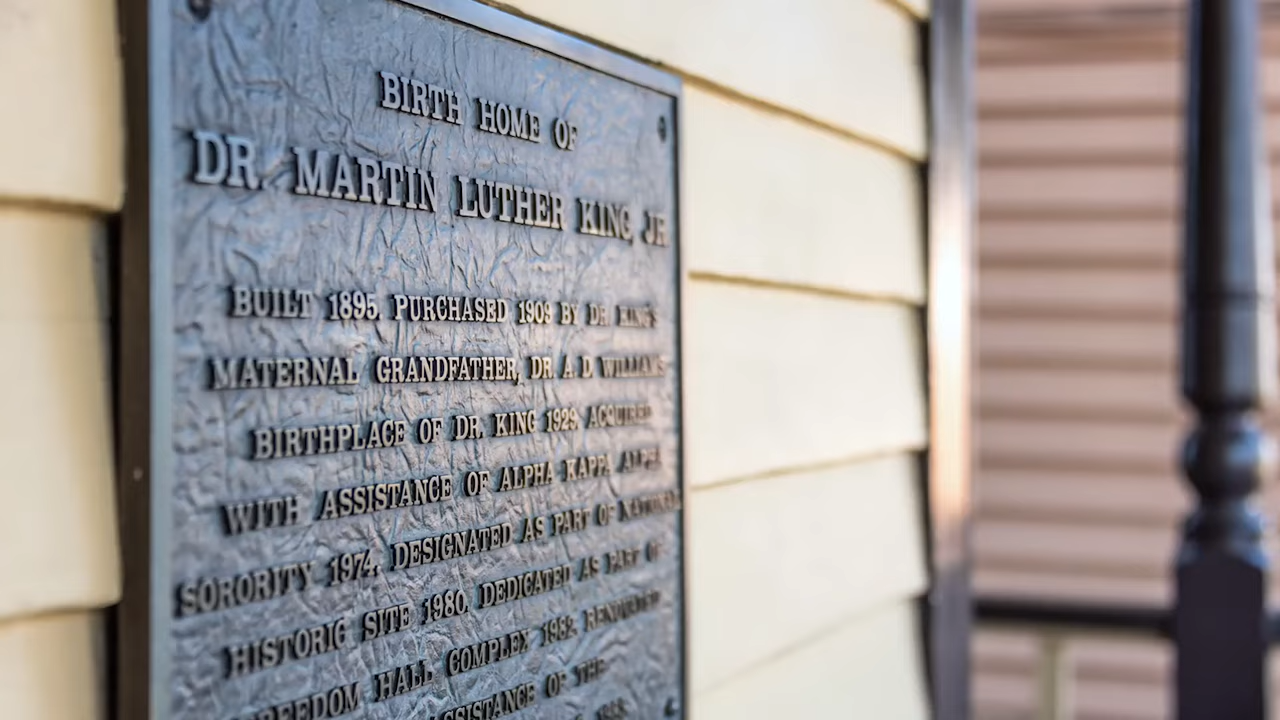 BIRTH HOME OF
DR. MARTIN LUTHER KING, JR.
BUILT 1895. PURCHASED 1909 BY DR. KING'S
MATERNAL GRANDFATHER, DR. A. D. WILLIAMS
BIRTHPLACE OF DR. KING 1929. ACQUIRED
WITH ASSISTANCE OF ALPHA KAPPA ALPHA
SORORITY 1974. DESIGNATED AS PART OF NATIONAL
HISTORIC SITE 1980. DEDICATED AS PART OF
FREEDOM HALL COMPLEX 1982. RENOVATED
ASSISTANCE OF THE